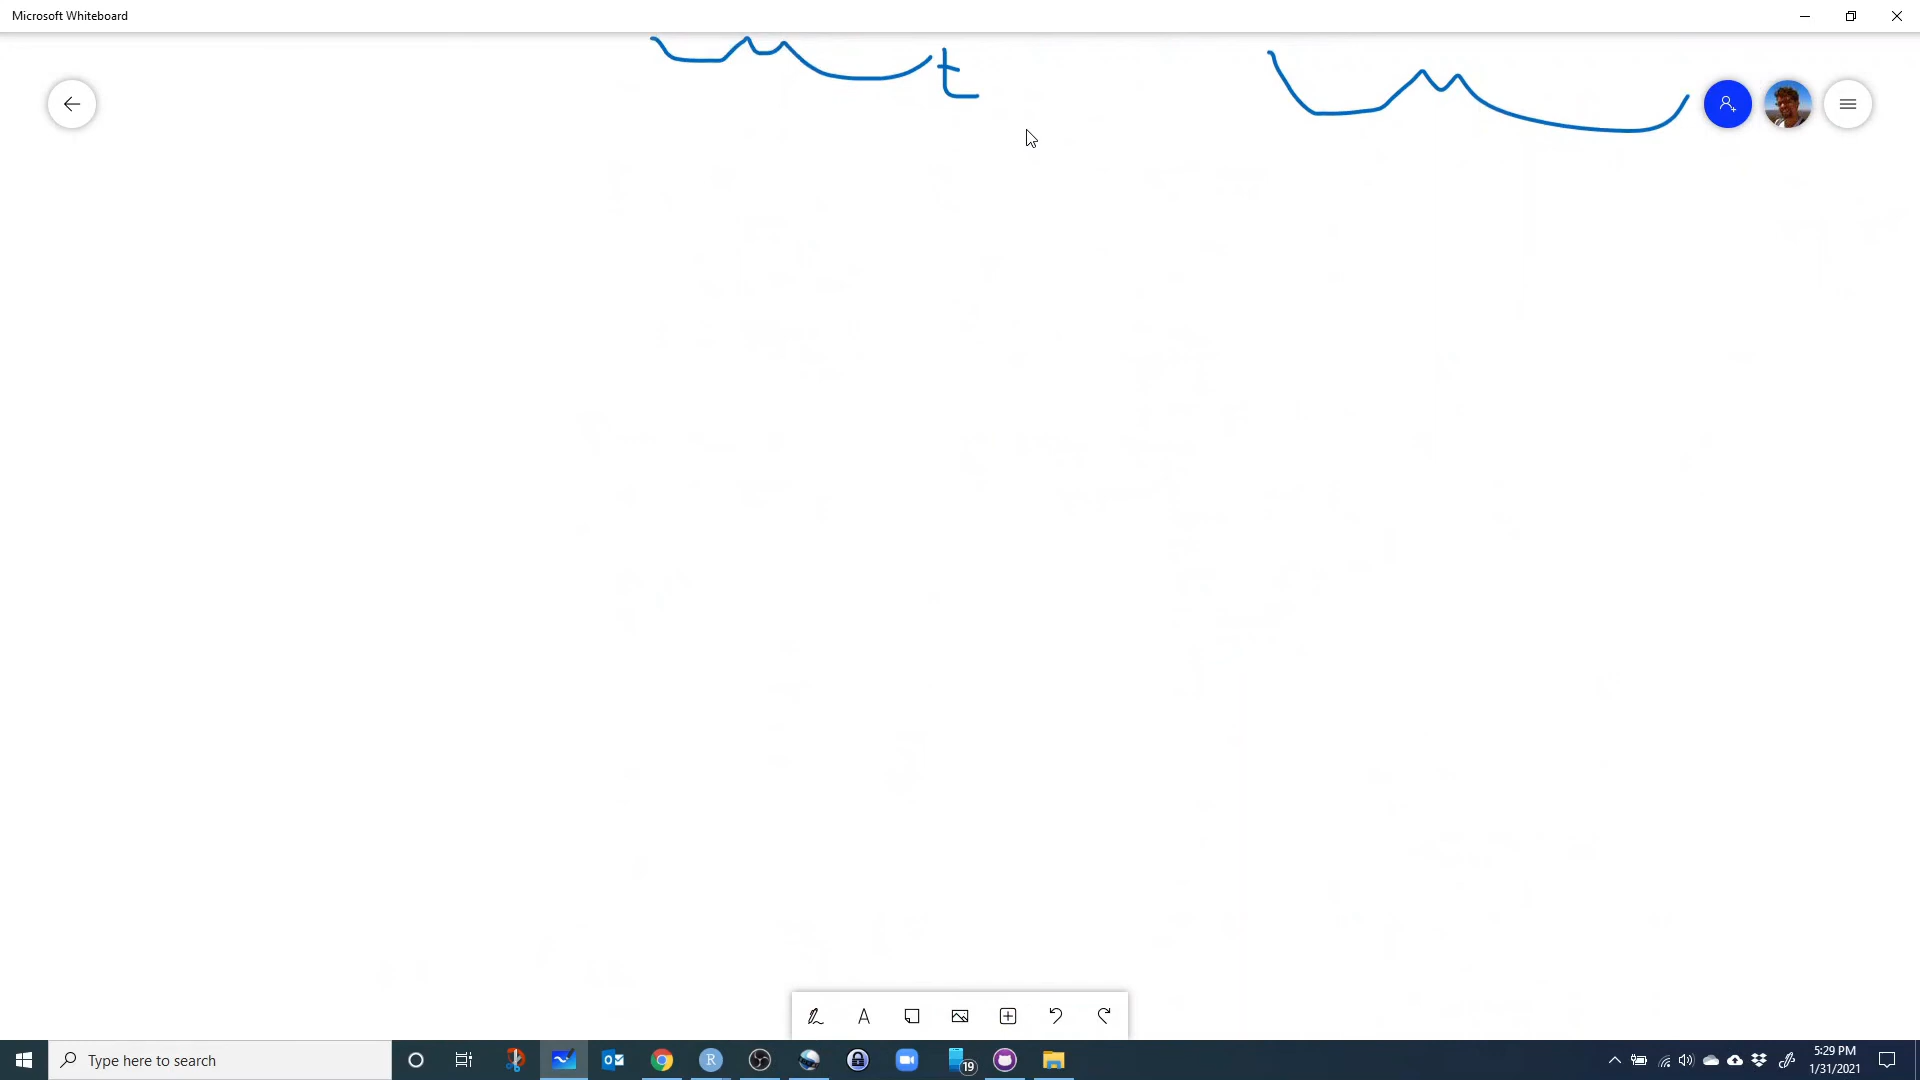 Microsoft Whiteboard
t
Type here to search
19
5:29 PM
1/31/2021